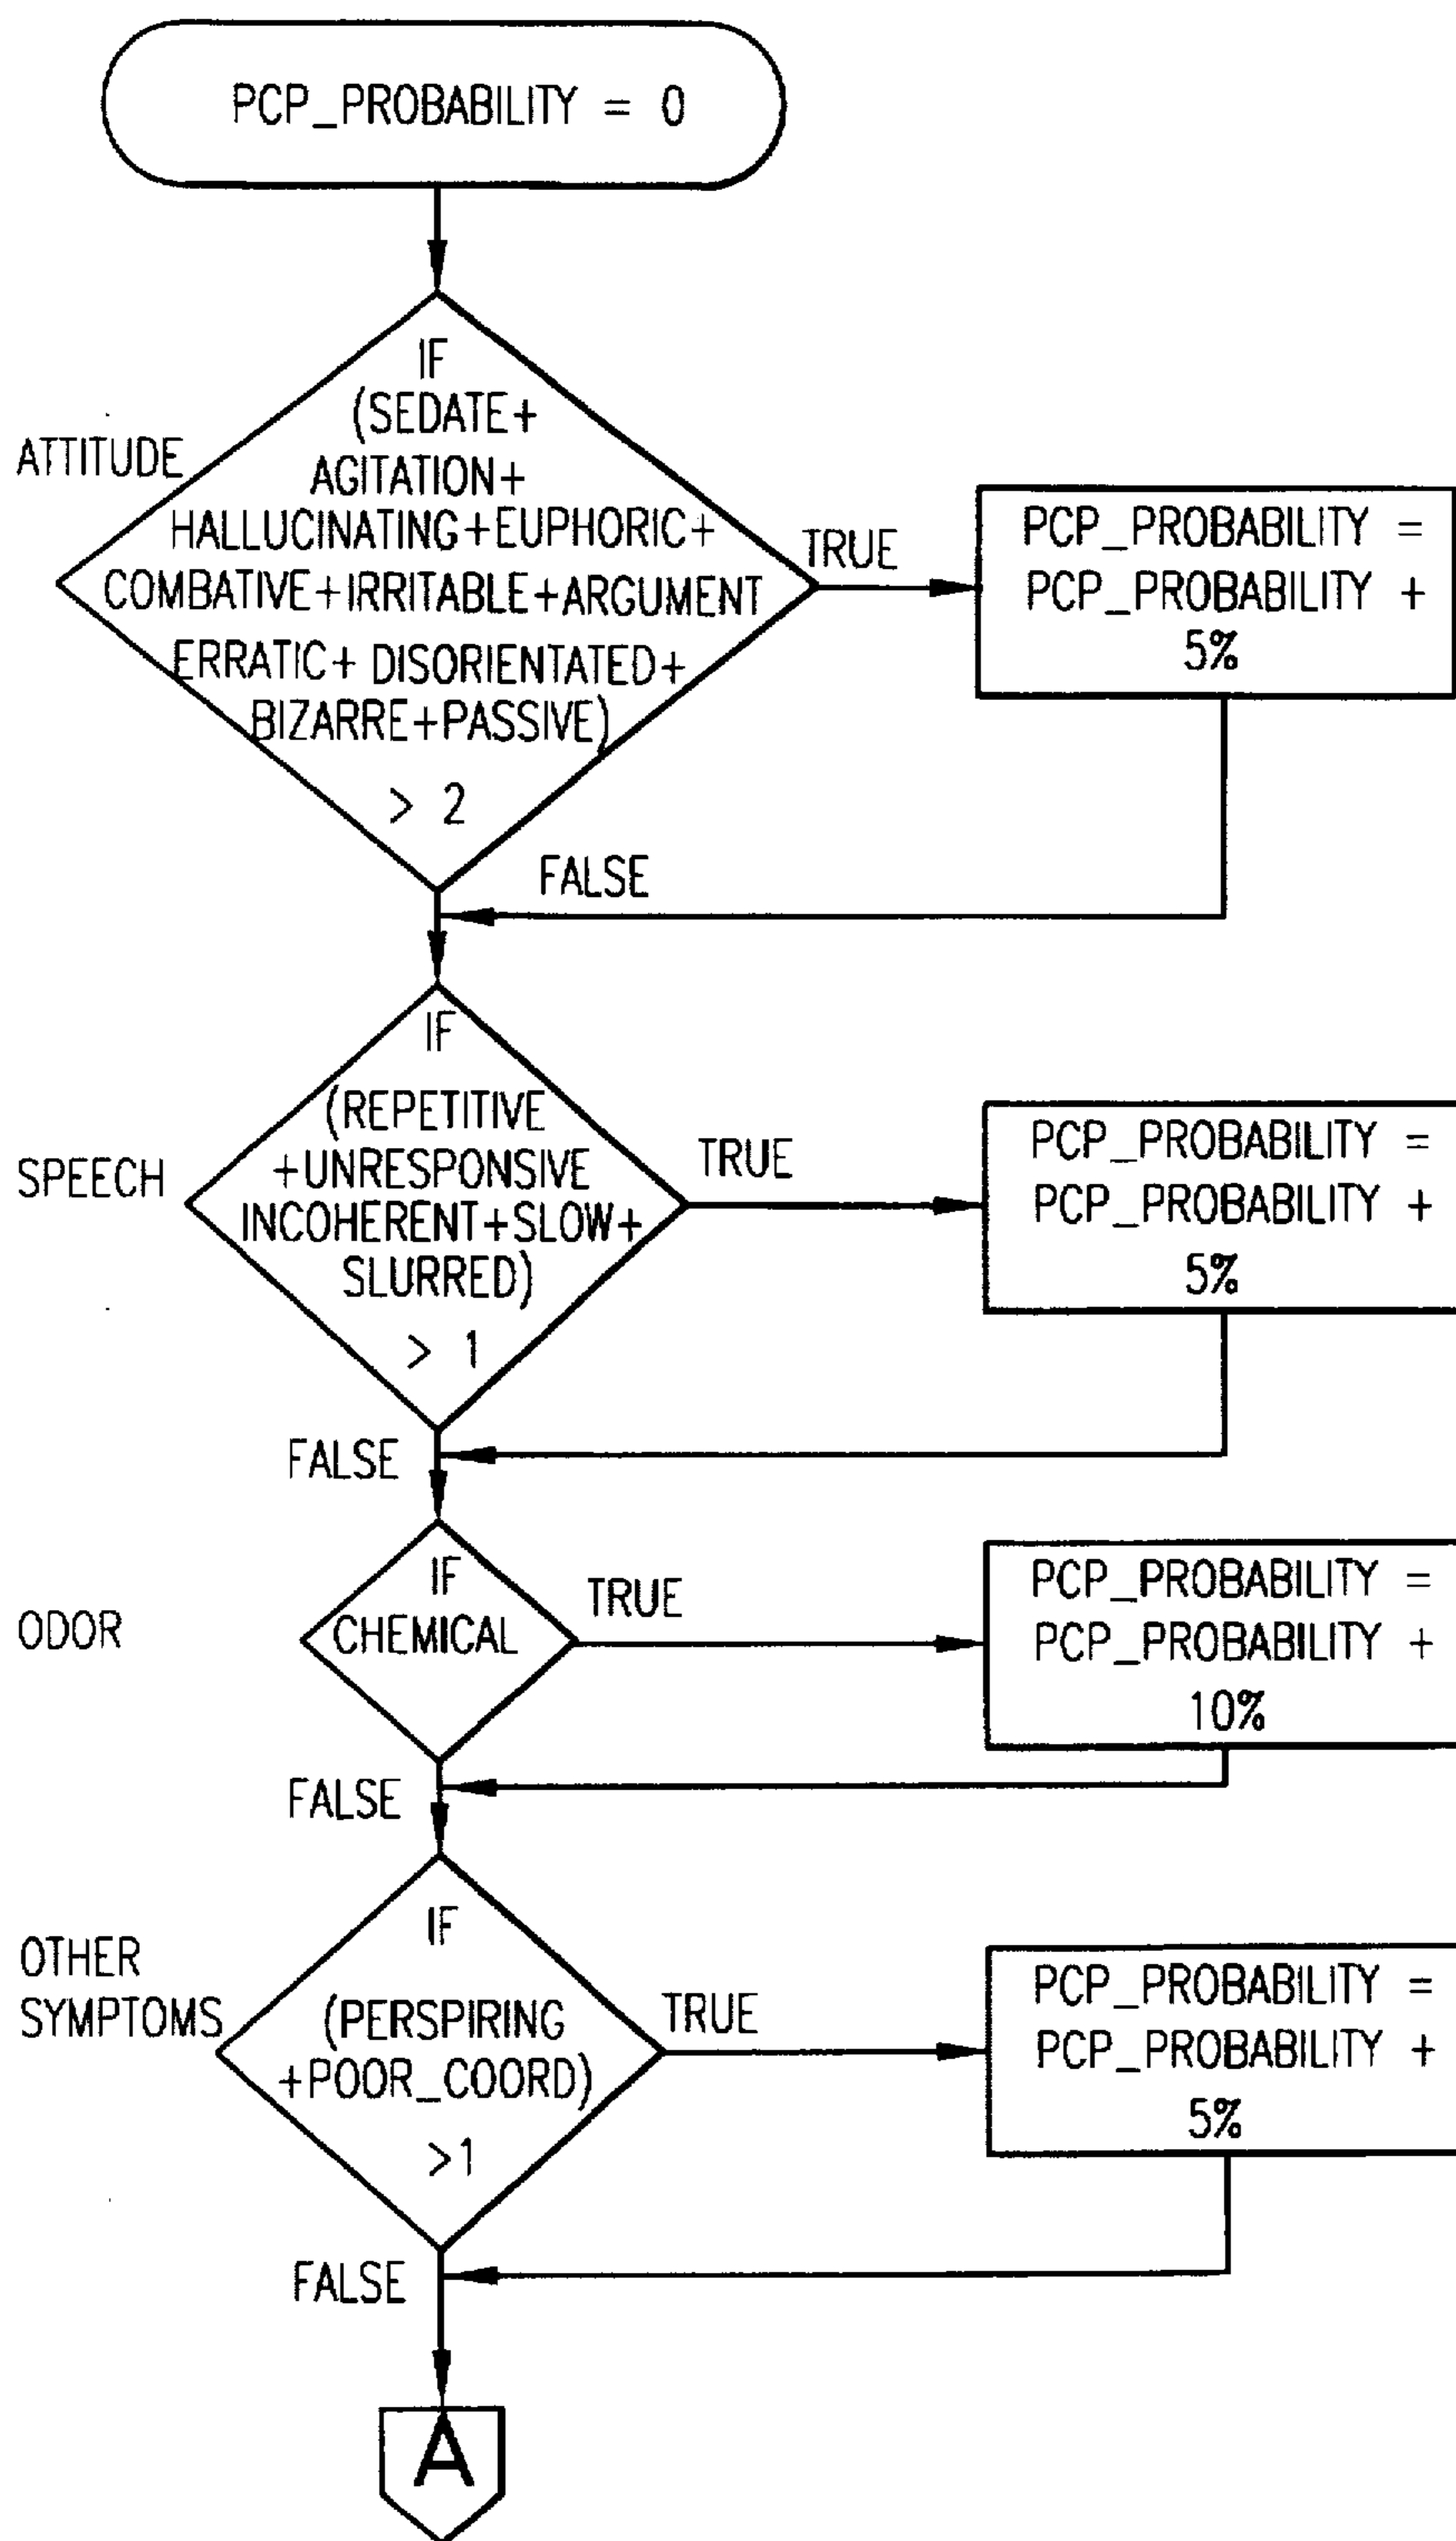 PCP_PROBABILITY = 0
IF
(SEDATE+
ATTITUDE
AGITATION+
HALLUCINATING+EUPHORIC+
COMBATIVE+IRRITABLE+ARGUMENT
ERRATIC+ DISORIENTATED+
BIZARRE+PASSIVE)
> 2
TRUE
PCP_PROBABILITY =
PCP_PROBABILITY +
5%
FALSE
SPEECH
IF
(REPETITIVE
+UNRESPONSIVE
INCOHERENT+SLOW+
SLURRED)
> 1
TRUE
PCP_PROBABILITY =
PCP_PROBABILITY +
5%
FALSE
ODOR
IF
CHEMICAL
TRUE
PCP_PROBABILITY =
PCP_PROBABILITY +
10%
FALSE
OTHER
SYMPTOMS
IF
(PERSPIRING
+POOR_COORD)
>1
TRUE
PCP_PROBABILITY =
PCP_PROBABILITY +
5%
FALSE
A